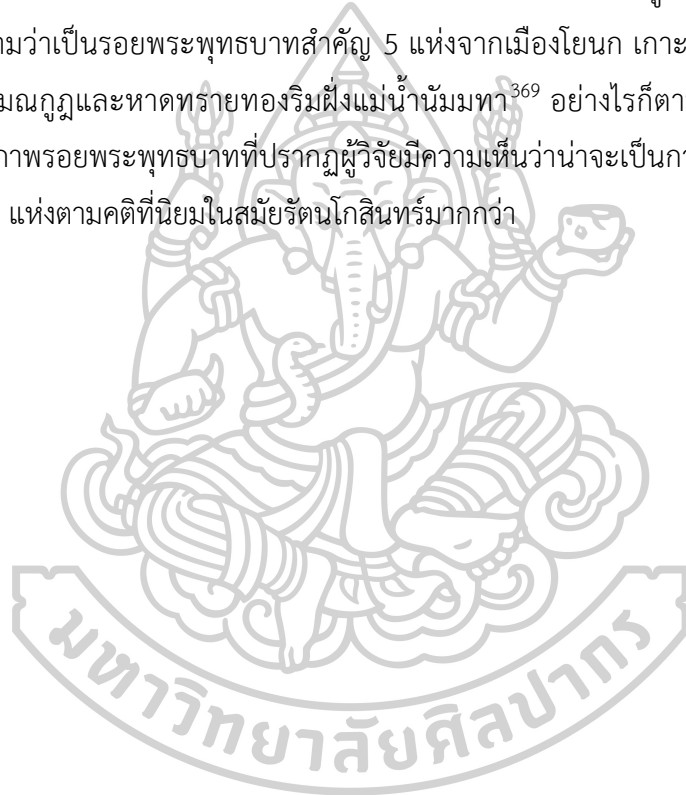 ามว่าเป็นรอยพระพุทธบาทสำคัญ 5 แห่งจากเมืองโยนก เกาะ
มณกูฏและหาดทรายทองริมฝั่งแม่น้ำนัมมทา369 อย่างไรก็ตา
าพรอยพระพุทธบาทที่ปรากฏผู้วิจัยมีความเห็นว่าน่าจะเป็นกา
แห่งตามคติที่นิยมในสมัยรัตนโกสินทร์มากกว่า
มหาวิทยาลัยศิลปากร